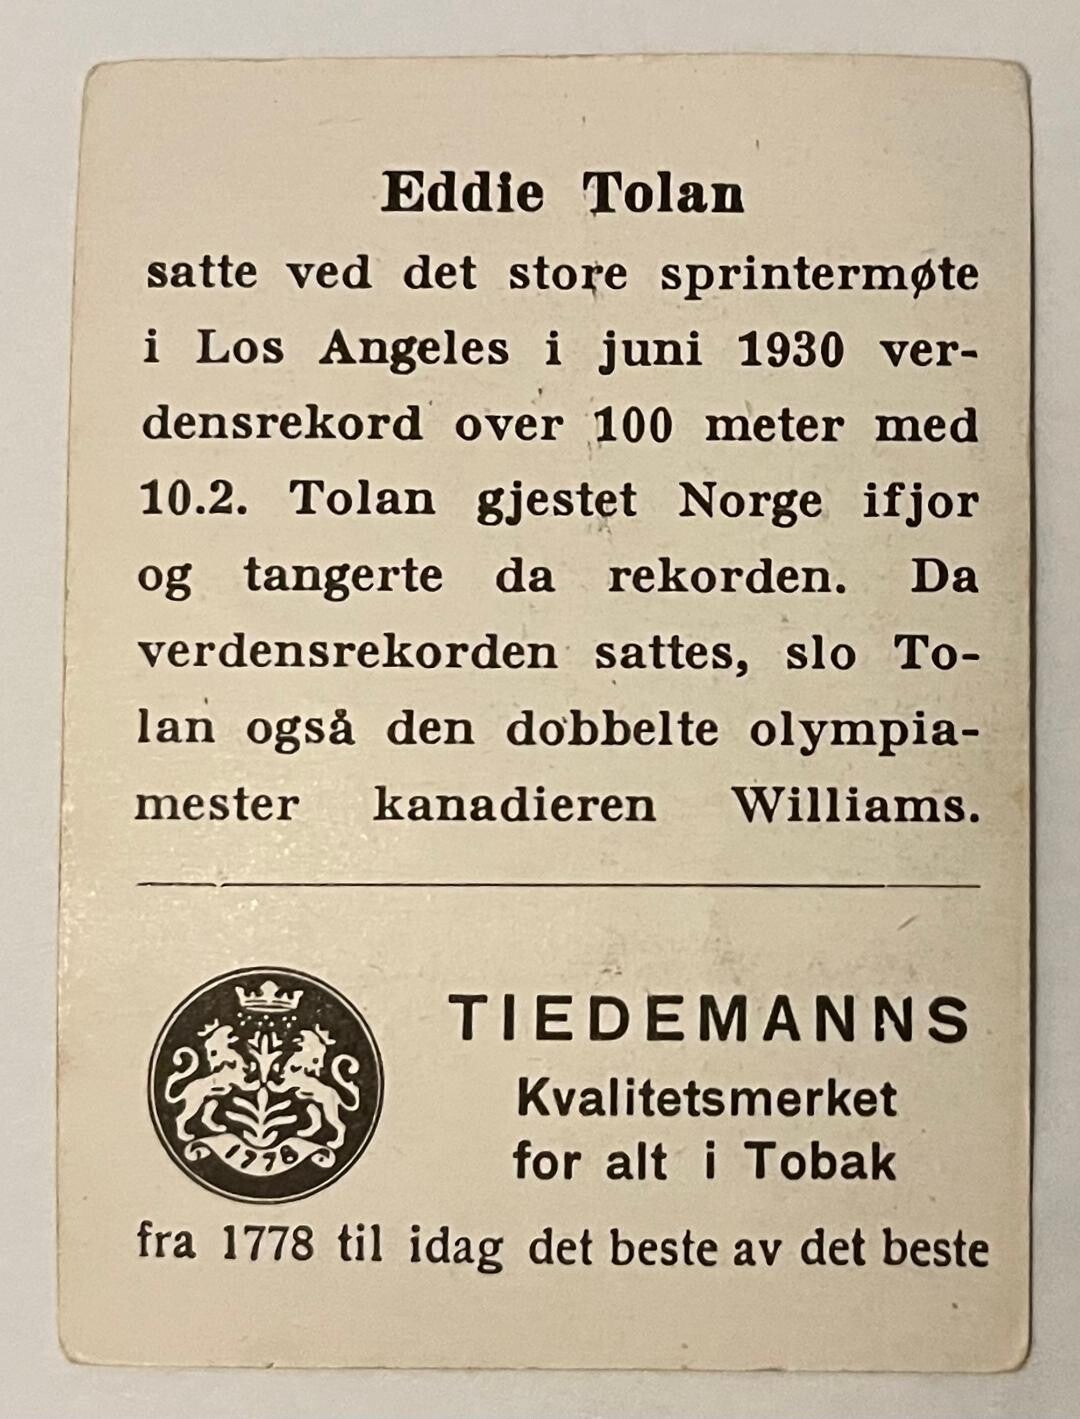 Eddie Tolan
satte ved det store sprintermøte
i Los Angeles i juni 1930 ver-
densrekord over 100 meter med
10.2. Tolan gjestet Norge ifjor
og tangerte da rekorden. Da
verdensrekorden sattes, slo To-
lan også den dobbelte olympia-
mester kanadieren Williams.
1778
TIEDEMANNS
Kvalitetsmerket
for alt i Tobak
fra 1778 til idag det beste av det beste